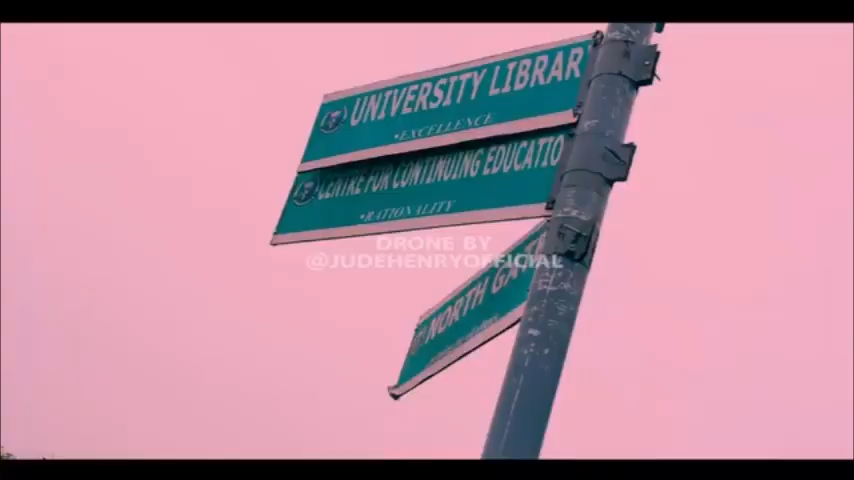 UNIVERSITY LIBRAR
•EXCELLENCE
CENTRE FOR CONTINUING EDUCATIO
•RATIONALITY
DRONE BY
@JUDEHENRYOFFICIAL
NORTH GA